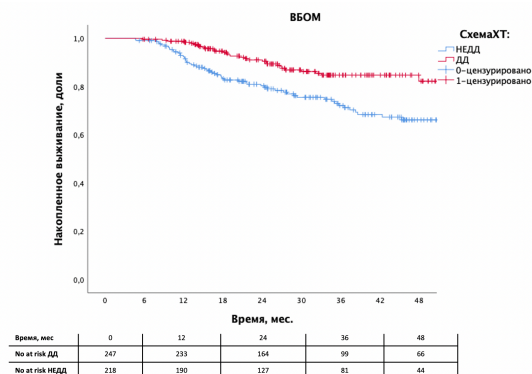 ВБОМ
СхемаХТ:
НЕДД
ДД
0-цензурировано
1-цензурировано
Накопленное выживание, доли
1,0
0,8
0,6
0,4
0,2
0,0
0 6 12 18 24 30 36 42 48
Время, мес.
Время, мес 0 12 24 36 48
No at risk ДД 247 233 164 99 66
No at risk НЕДД 218 190 127 81 44